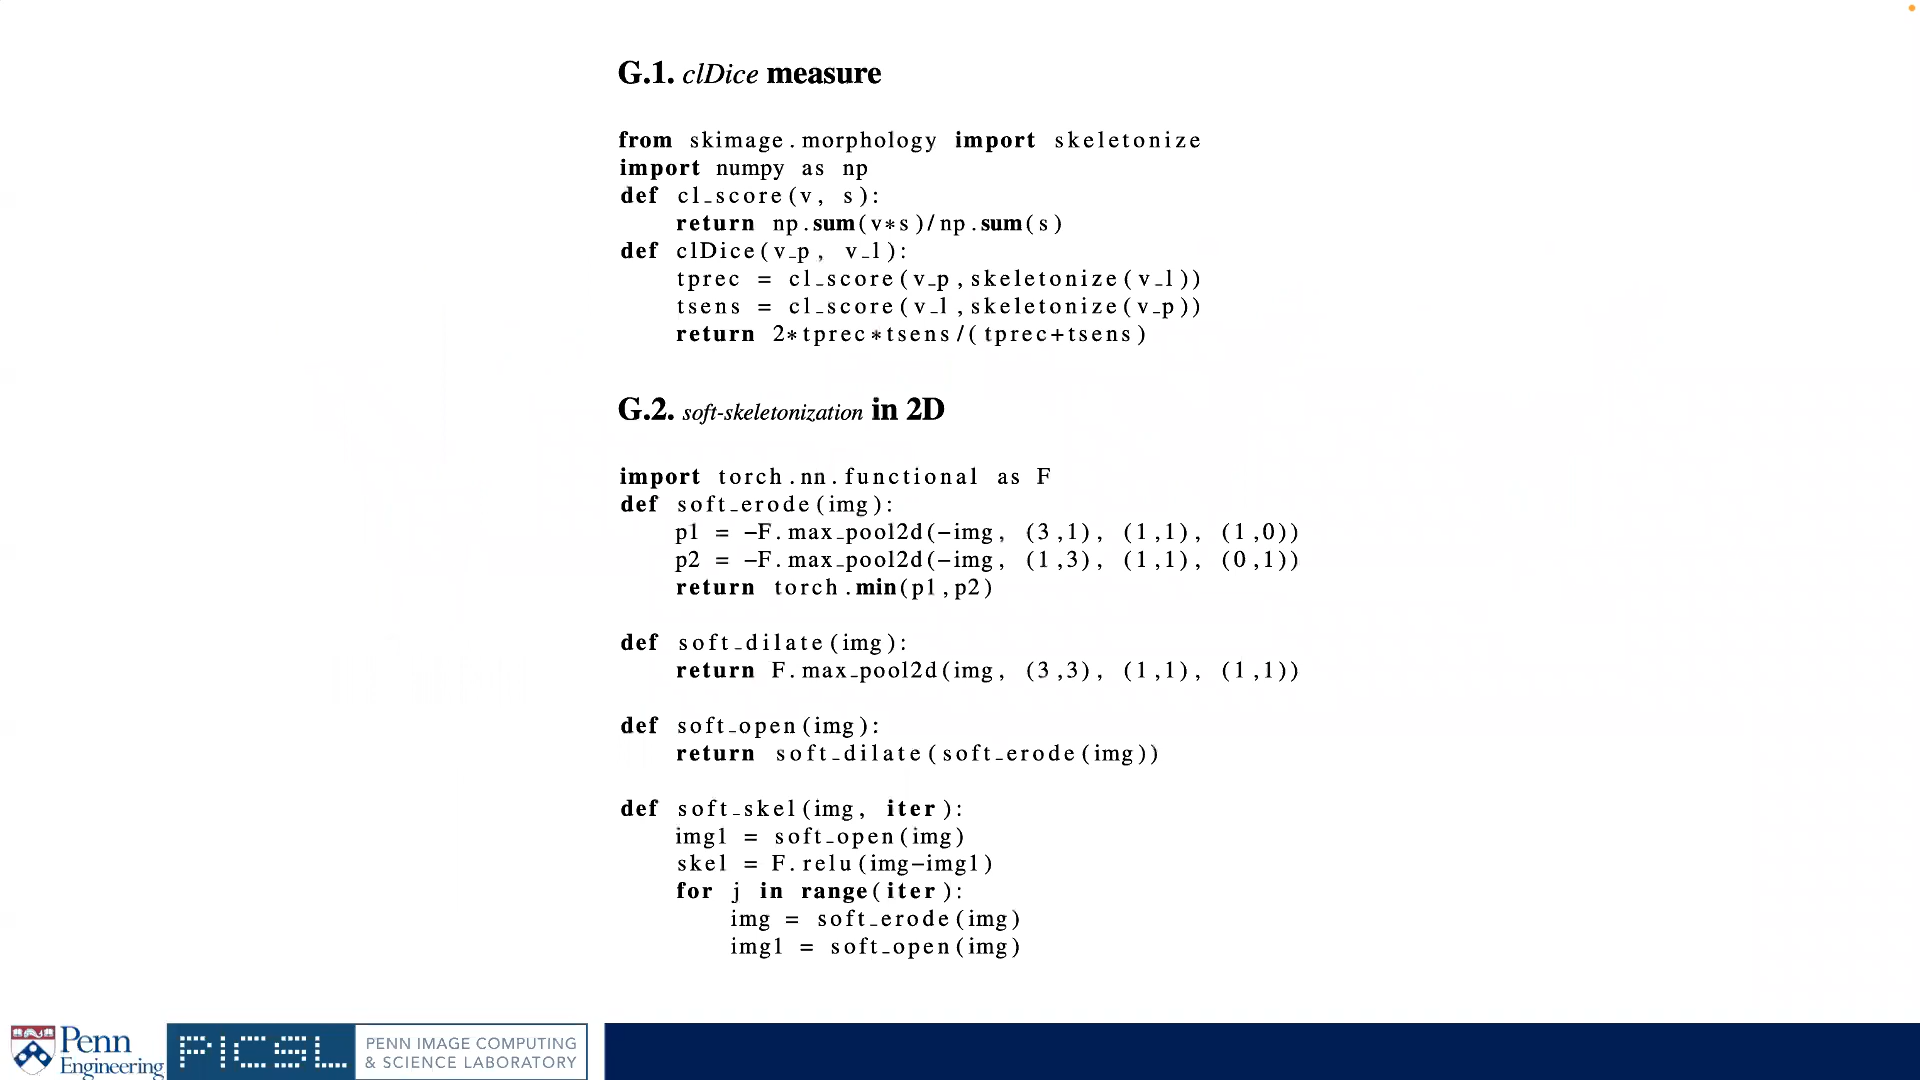 G.1. clDice measure
from skimage.morphology import skeletonize
import numpy as np
def cl_score(v, s):
    return np.sum(v*s)/np.sum(s)
def clDice(v_p, v_l):
    tprec = cl_score(v_p,skeletonize(v_l))
    tsens = cl_score(v_l,skeletonize(v_p))
    return 2*tprec*tsens/(tprec+tsens)
G.2. soft-skeletonization in 2D
import torch.nn.functional as F
def soft_erode(img):
    p1 = −F.max_pool2d(−img, (3,1), (1,1), (1,0))
    p2 = −F.max_pool2d(−img, (1,3), (1,1), (0,1))
    return torch.min(p1,p2)
def soft_dilate(img):
    return F.max_pool2d(img, (3,3), (1,1), (1,1))
def soft_open(img):
    return soft_dilate(soft_erode(img))
def soft_skel(img, iter):
    img1 = soft_open(img)
    skel = F.relu(img−img1)
    for j in range(iter):
        img = soft_erode(img)
        img1 = soft_open(img)
Penn
Engineering
PICSL
PENN IMAGE COMPUTING
& SCIENCE LABORATORY